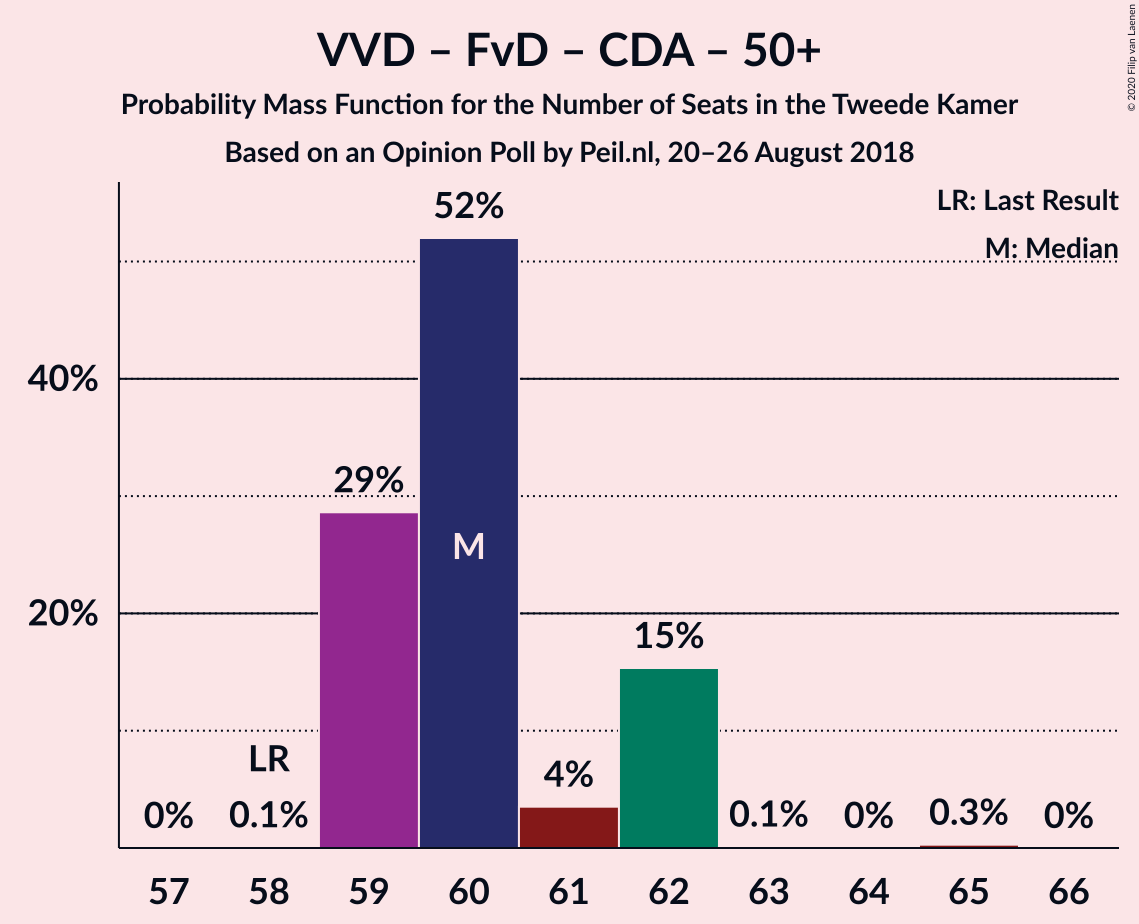 VVD – FvD – CDA – 50+
Probability Mass Function for the Number of Seats in the Tweede Kamer
Based on an Opinion Poll by Peil.nl, 20–26 August 2018
© 2020 Filip van Laenen
LR: Last Result
M: Median
52%
40%
29%
M
20%
15%
LR
4%
0%
0.1%
0.1%
0%
0.3%
0%
57 58 59 60 61 62 63 64 65 66